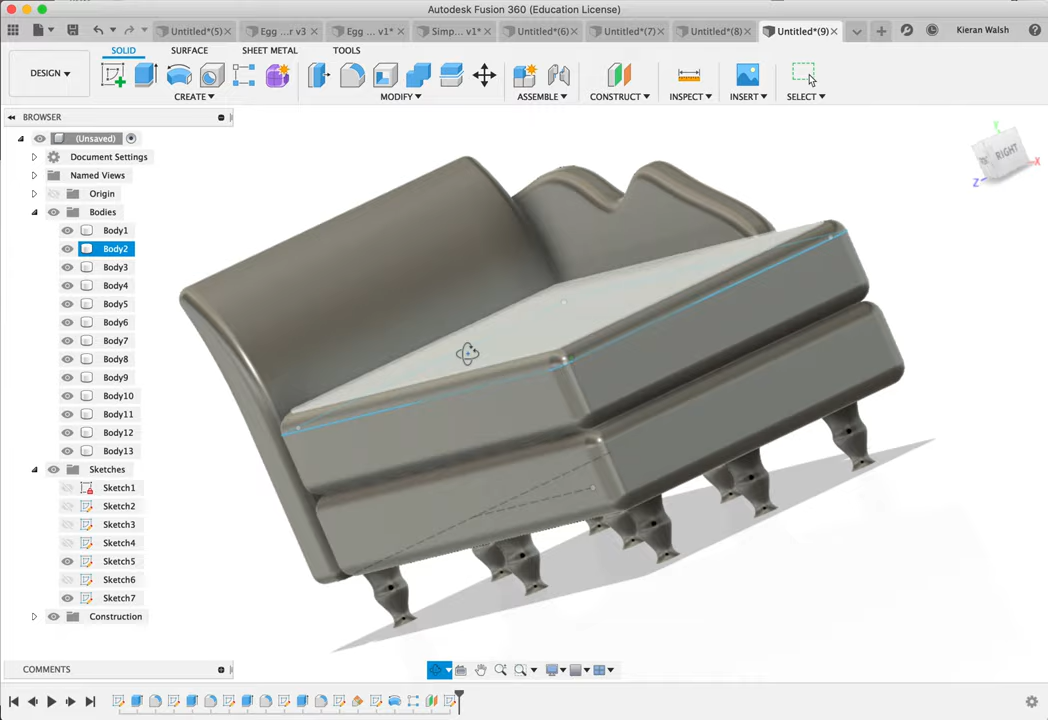 Autodesk Fusion 360 (Education License)
Untitled*(5) Egg ...r v3 Egg ... v1* Simp... v1* Untitled*(6) Untitled*(7) Untitled*(8) Untitled*(9) Kieran Walsh
SOLID SURFACE SHEET METAL TOOLS
DESIGN
CREATE MODIFY ASSEMBLE CONSTRUCT INSPECT INSERT SELECT
BROWSER
(Unsaved)
Document Settings
Named Views
Origin
Bodies
Body1
Body2
Body3
Body4
Body5
Body6
Body7
Body8
Body9
Body10
Body11
Body12
Body13
Sketches
Sketch1
Sketch2
Sketch3
Sketch4
Sketch5
Sketch6
Sketch7
Construction
Y
RIGHT
X
Z
COMMENTS